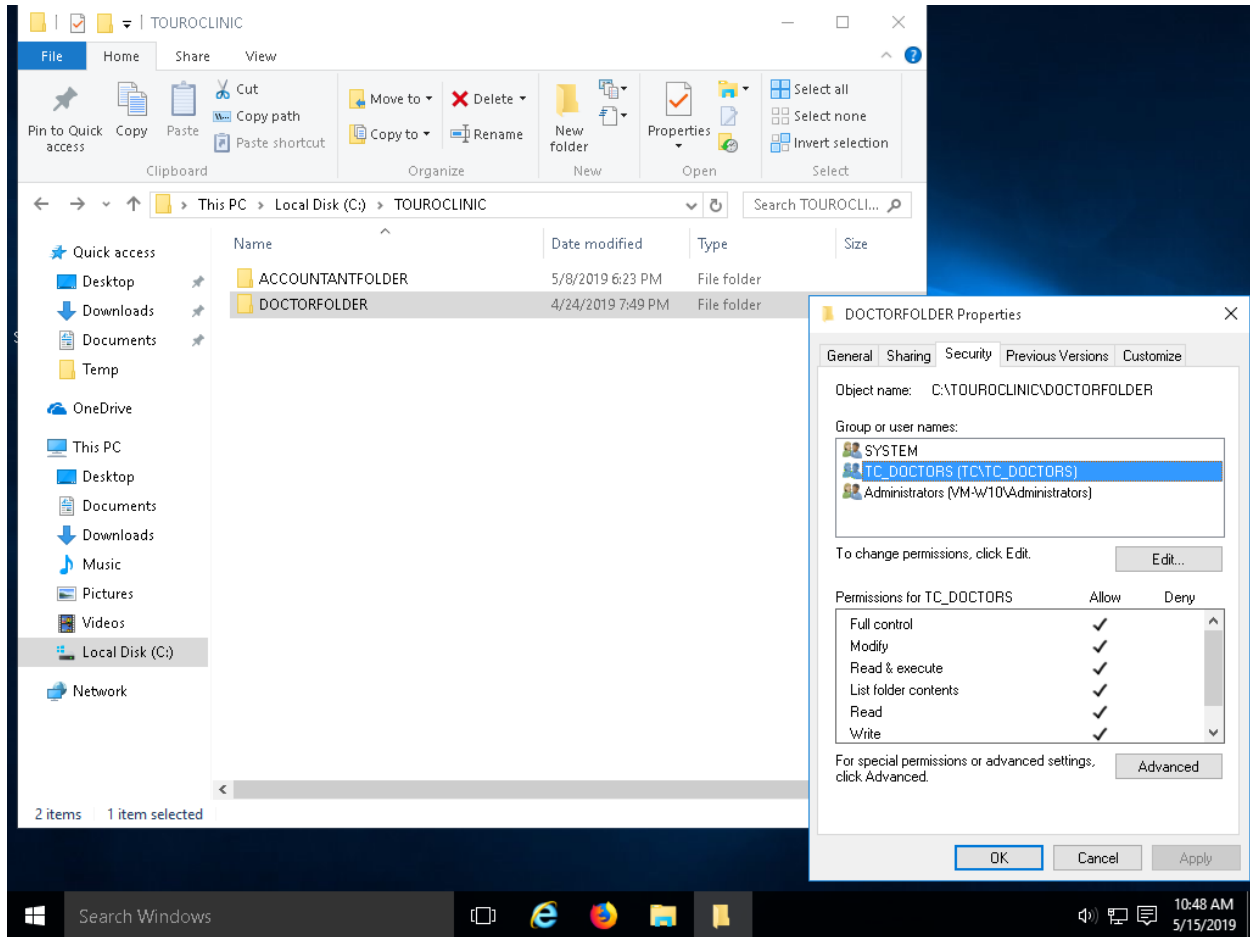 TOUROCLINIC
File Home Share View
Pin to Quick access
Copy
Paste
Cut
Copy path
Paste shortcut
Clipboard
Move to
Copy to
Delete
Rename
Organize
New folder
New
Properties
Open
Select all
Select none
Invert selection
Select
This PC > Local Disk (C:) > TOUROCLINIC
Search TOUROCLI...
Name Date modified Type Size
ACCOUNTANTFOLDER 5/8/2019 6:23 PM File folder
DOCTORFOLDER 4/24/2019 7:49 PM File folder
Quick access
Desktop
Downloads
Documents
Temp
OneDrive
This PC
Desktop
Documents
Downloads
Music
Pictures
Videos
Local Disk (C:)
Network
2 items 1 item selected
DOCTORFOLDER Properties
General Sharing Security Previous Versions Customize
Object name: C:\TOUROCLINIC\DOCTORFOLDER
Group or user names:
SYSTEM
TC_DOCTORS (TC\TC_DOCTORS)
Administrators (VM-W10\Administrators)
To change permissions, click Edit.
Edit...
Permissions for TC_DOCTORS Allow Deny
Full control
Modify
Read & execute
List folder contents
Read
Write
For special permissions or advanced settings,
click Advanced.
Advanced
OK Cancel Apply
Search Windows
10:48 AM
5/15/2019